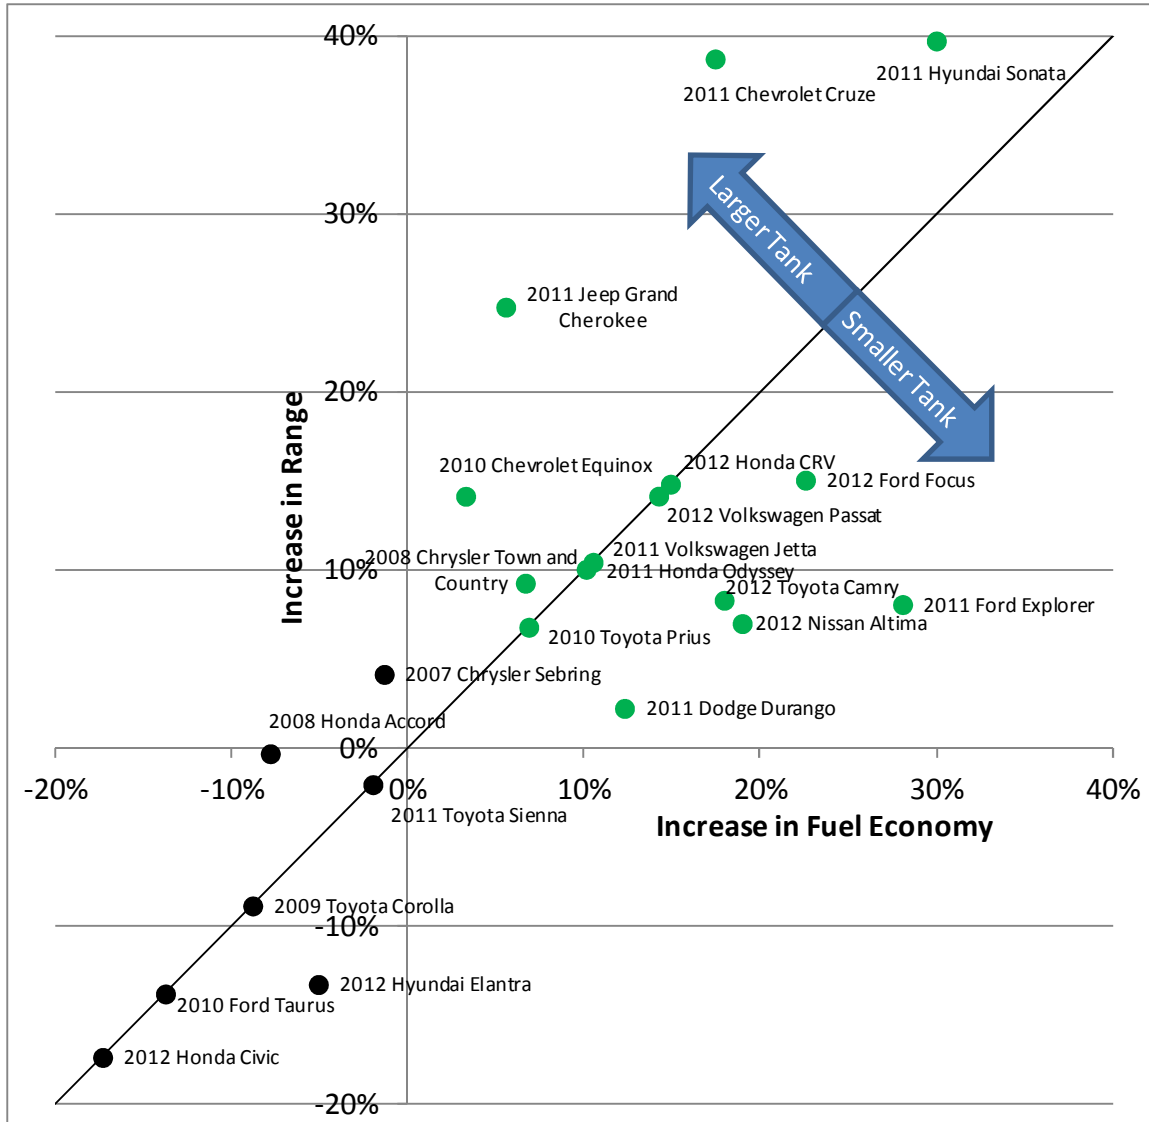 40%
2011 Hyundai Sonata
2011 Chevrolet Cruze
Larger Tank
30%
2011 Jeep Grand
Cherokee
Smaller Tank
20%
Increase in Range
2010 Chevrolet Equinox
2012 Honda CRV
2012 Ford Focus
2012 Volkswagen Passat
2008 Chrysler Town and
Country
2011 Volkswagen Jetta
10%
2011 Honda Odyssey
2012 Toyota Camry
2011 Ford Explorer
2012 Nissan Altima
2010 Toyota Prius
2007 Chrysler Sebring
2011 Dodge Durango
2008 Honda Accord
0%
-20%
-10%
0%
10%
20%
30%
40%
2011 Toyota Sienna
Increase in Fuel Economy
2009 Toyota Corolla
-10%
2012 Hyundai Elantra
2010 Ford Taurus
2012 Honda Civic
-20%